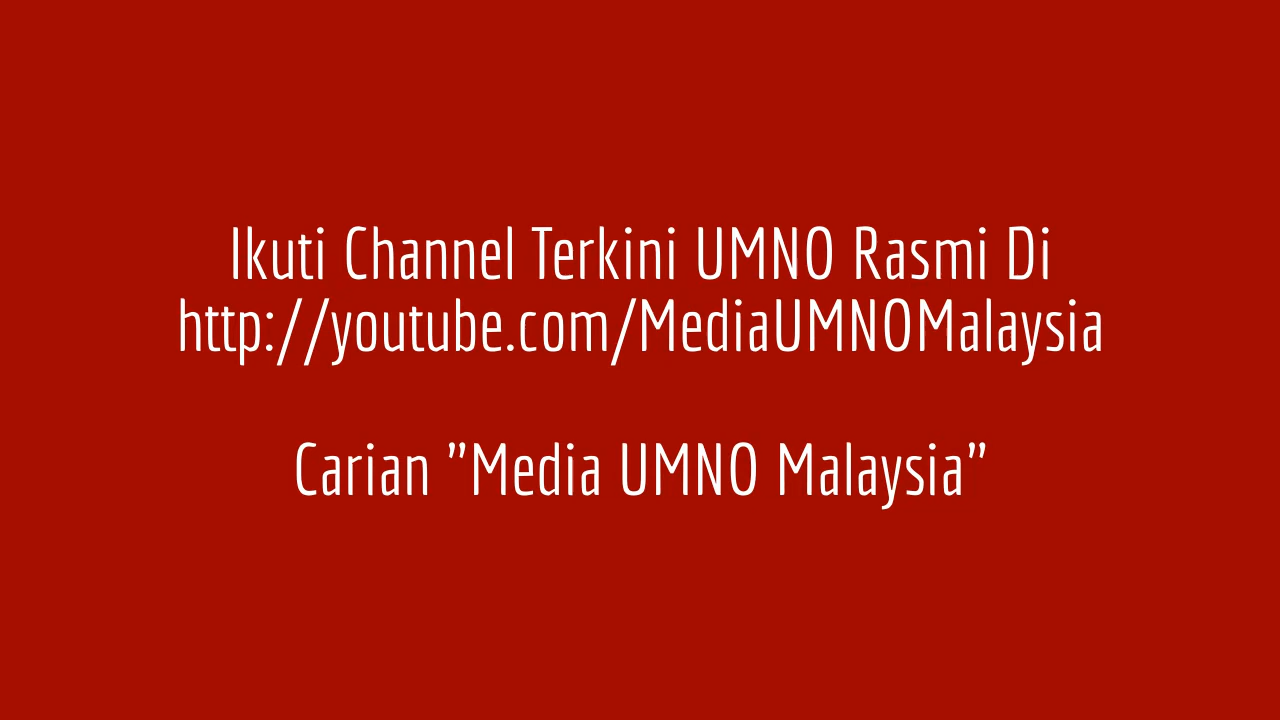 Ikuti Channel Terkini UMNO Rasmi Di
http://youtube.com/MediaUMNOMalaysia
Carian "Media UMNO Malaysia"